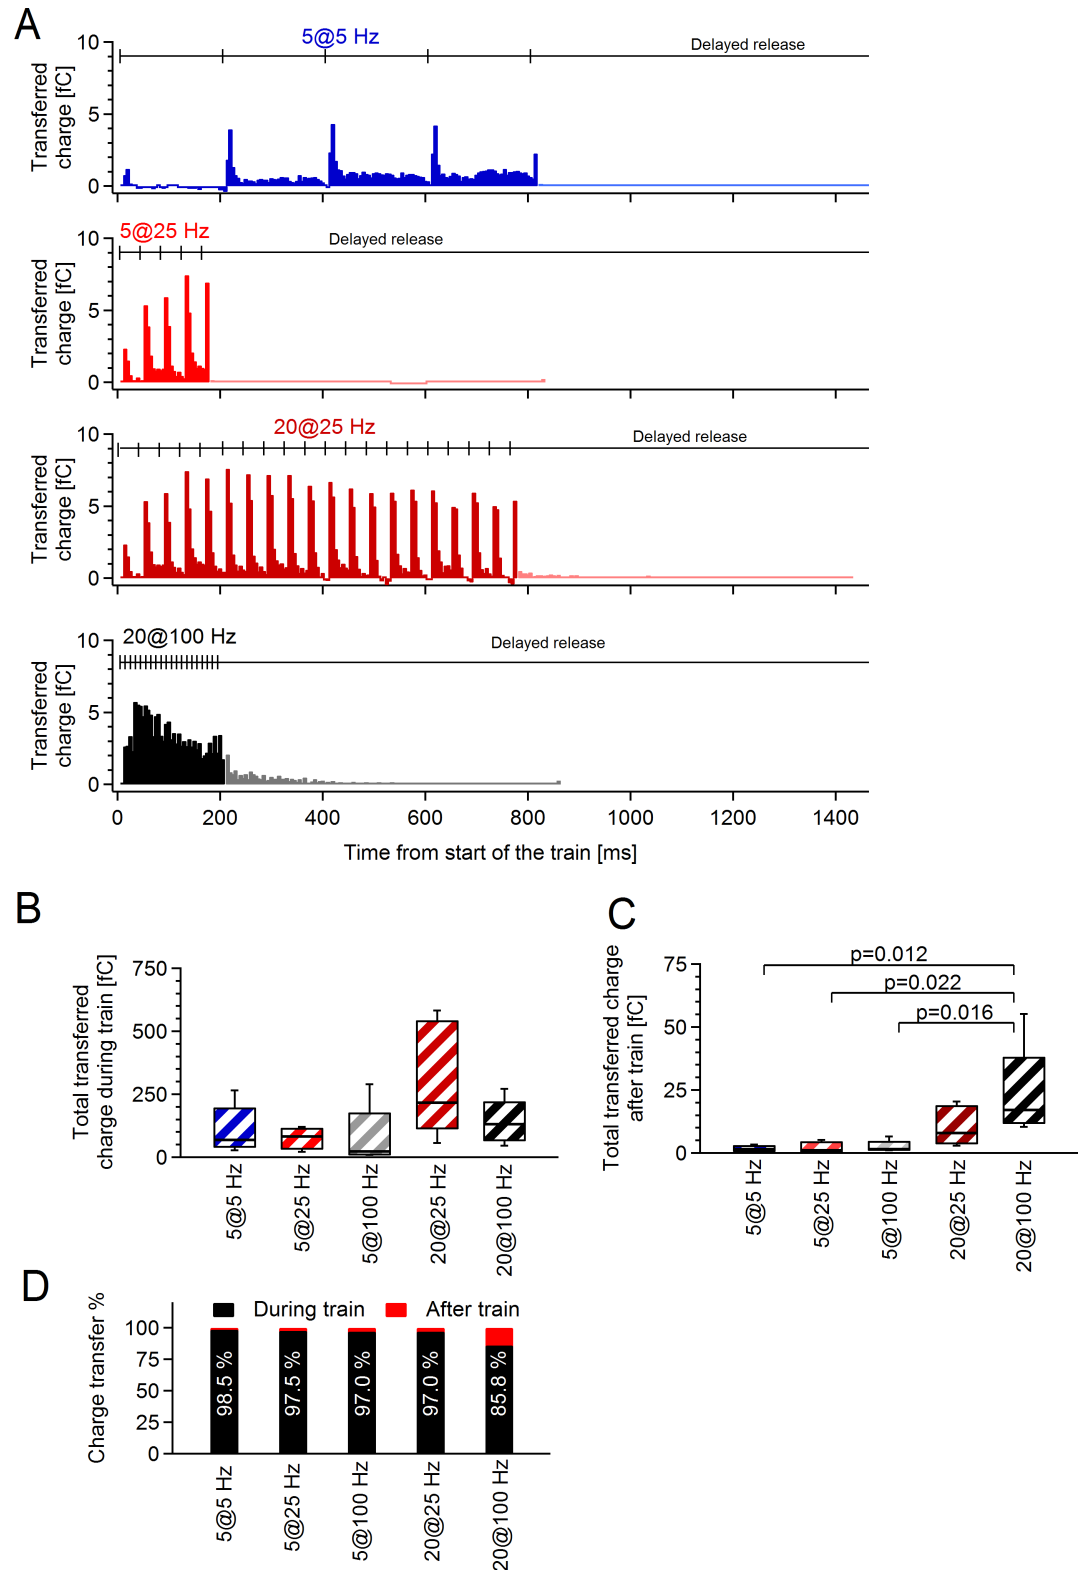 A
5@5 Hz
Delayed release
10
5
0
Transferred
charge [fC]
5@25 Hz
Delayed release
10
5
0
Transferred
charge [fC]
20@25 Hz
Delayed release
10
5
0
Transferred
charge [fC]
20@100 Hz
Delayed release
10
5
0
Transferred
charge [fC]
0 200 400 600 800 1000 1200 1400
Time from start of the train [ms]
B
Total transferred
charge during train [fC]
750
500
250
0
5@5 Hz
5@25 Hz
5@100 Hz
20@25 Hz
20@100 Hz
C
Total transferred charge
after train [fC]
75
50
25
0
p=0.012
p=0.022
p=0.016
5@5 Hz
5@25 Hz
5@100 Hz
20@25 Hz
20@100 Hz
D
During train After train
Charge transfer %
100
75
50
25
0
98.5 %
97.5 %
97.0 %
97.0 %
85.8 %
5@5 Hz
5@25 Hz
5@100 Hz
20@25 Hz
20@100 Hz